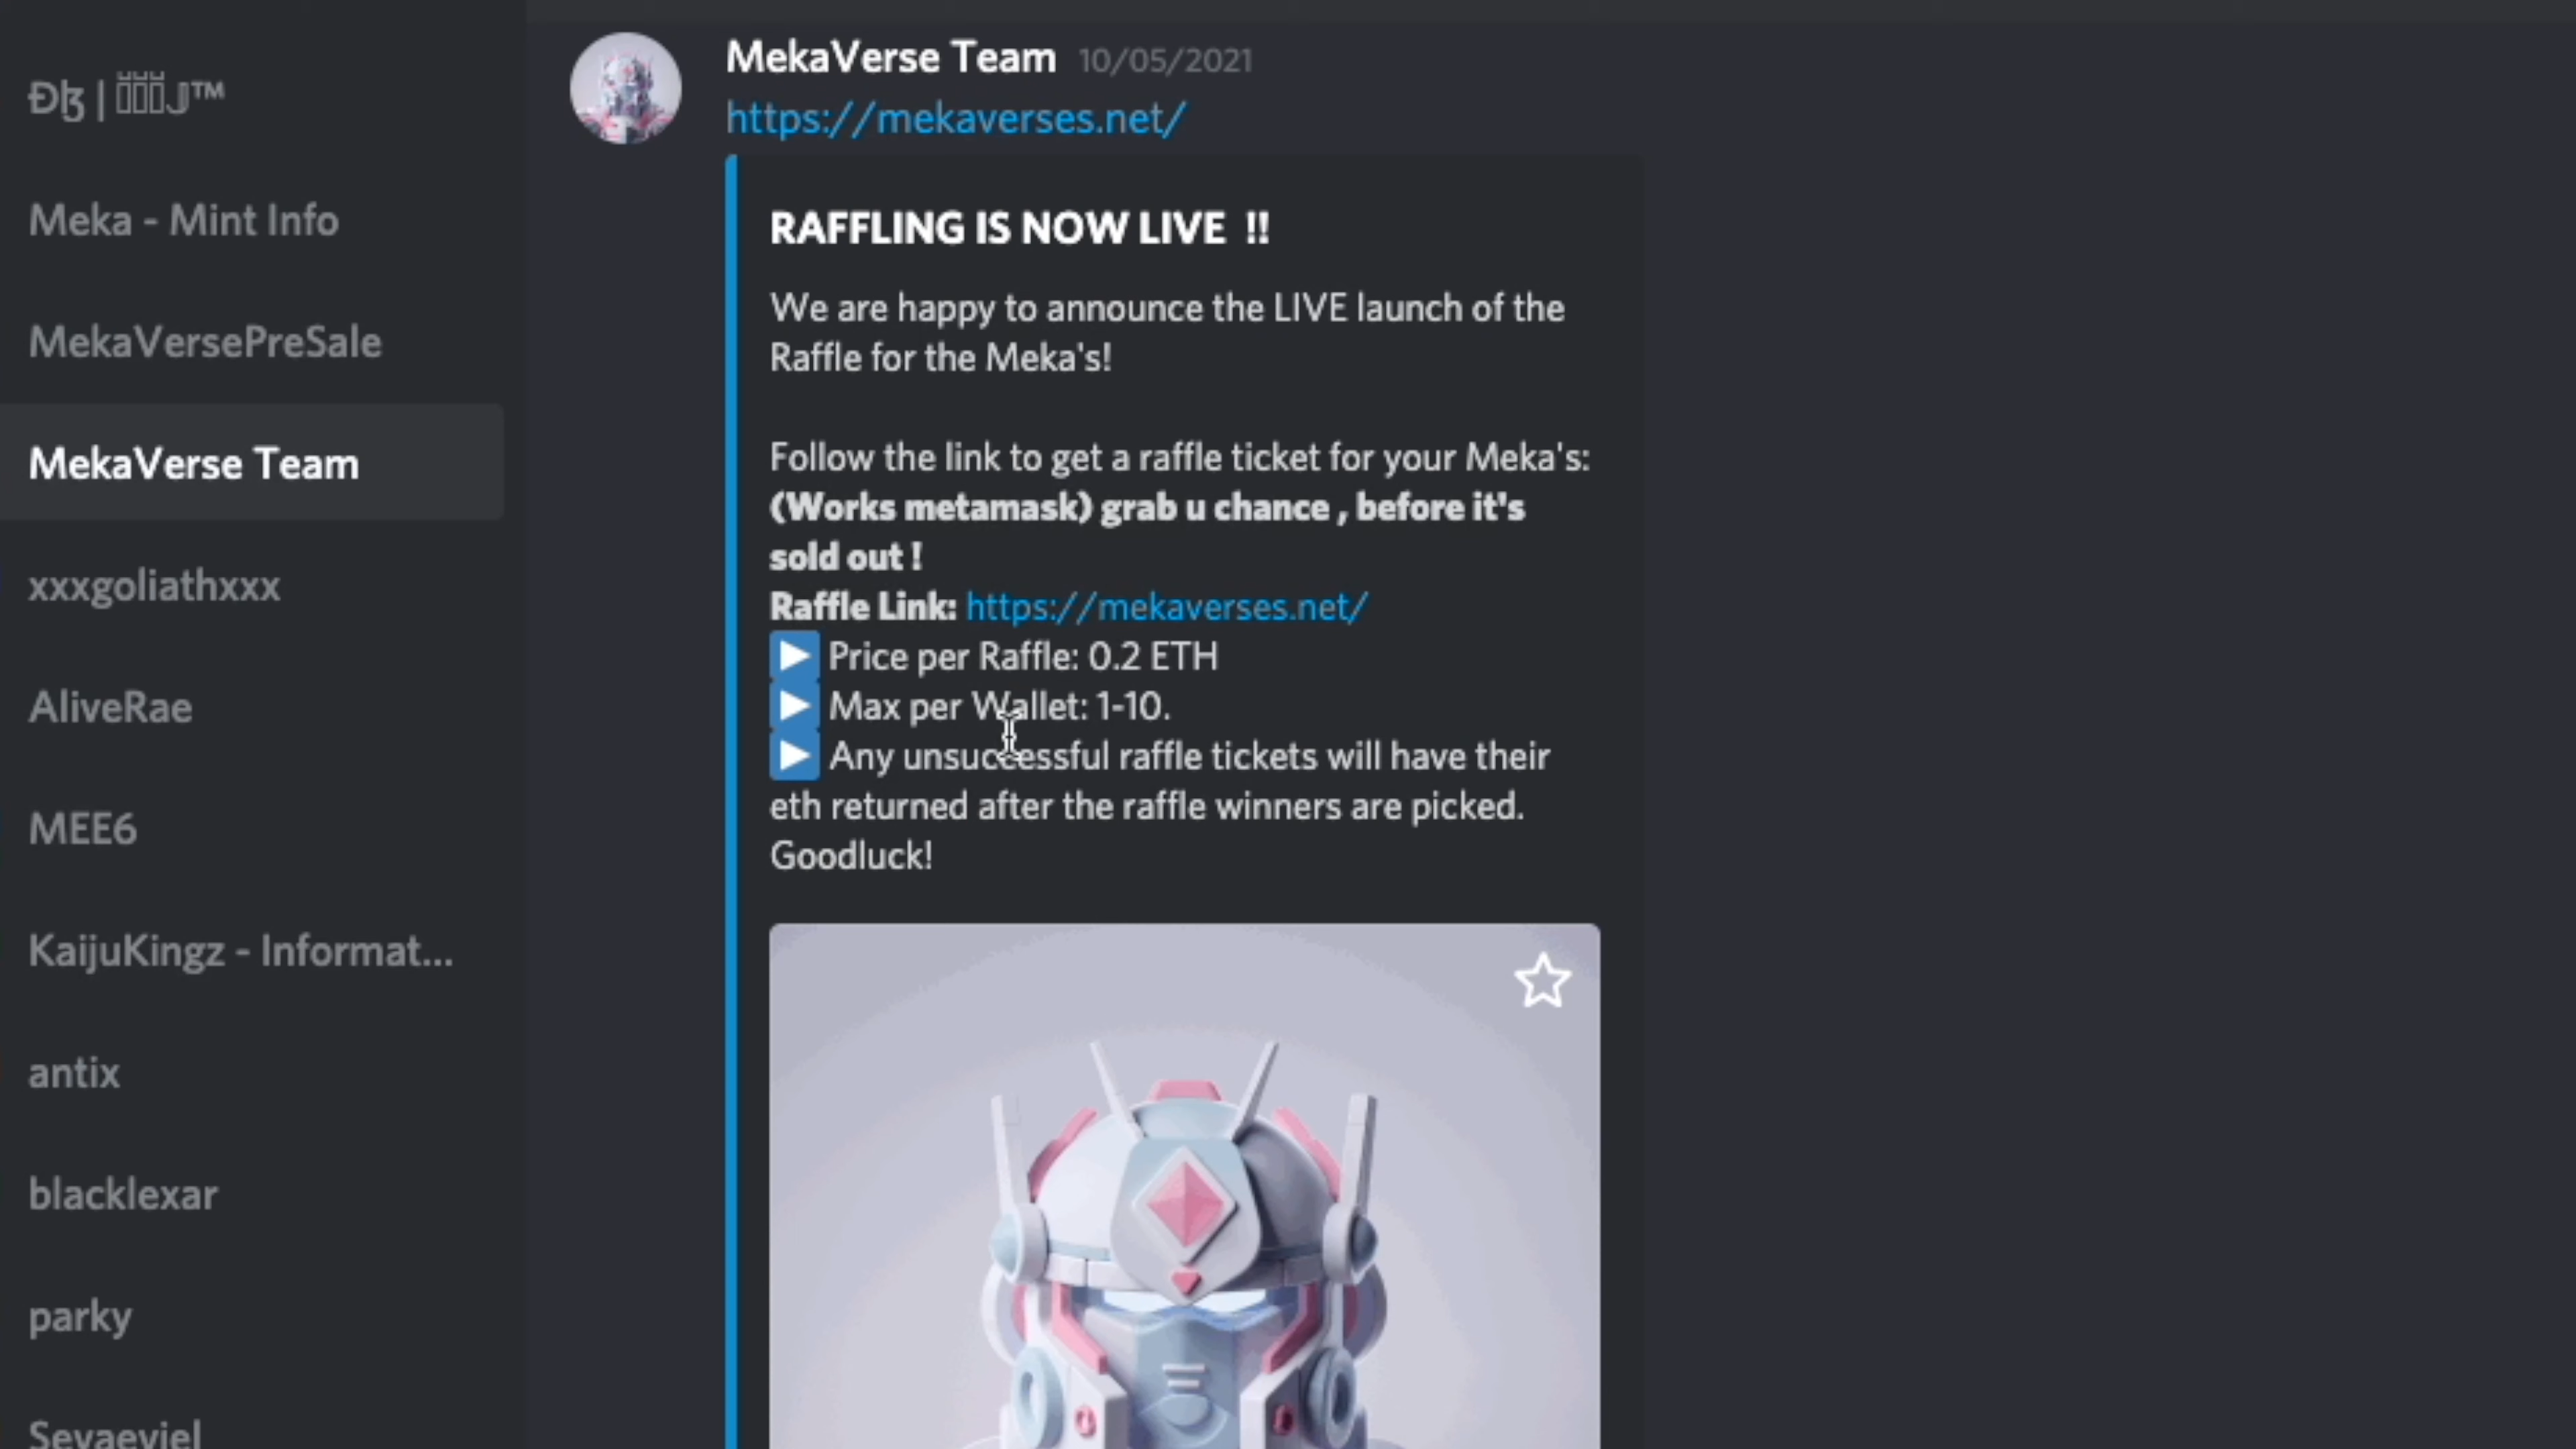 Meka - Mint Info
MekaVersePreSale
MekaVerse Team
xxxgoliathxxx
AliveRae
MEE6
KaijuKingz - Informat...
antix
blacklexar
parky
Sevaeviel
MekaVerse Team 10/05/2021
https://mekaverses.net/
RAFFLING IS NOW LIVE !!
We are happy to announce the LIVE launch of the
Raffle for the Meka's!
Follow the link to get a raffle ticket for your Meka's:
(Works metamask) grab u chance , before it's
sold out !
Raffle Link: https://mekaverses.net/
Price per Raffle: 0.2 ETH
Max per Wallet: 1-10.
Any unsuccessful raffle tickets will have their
eth returned after the raffle winners are picked.
Goodluck!